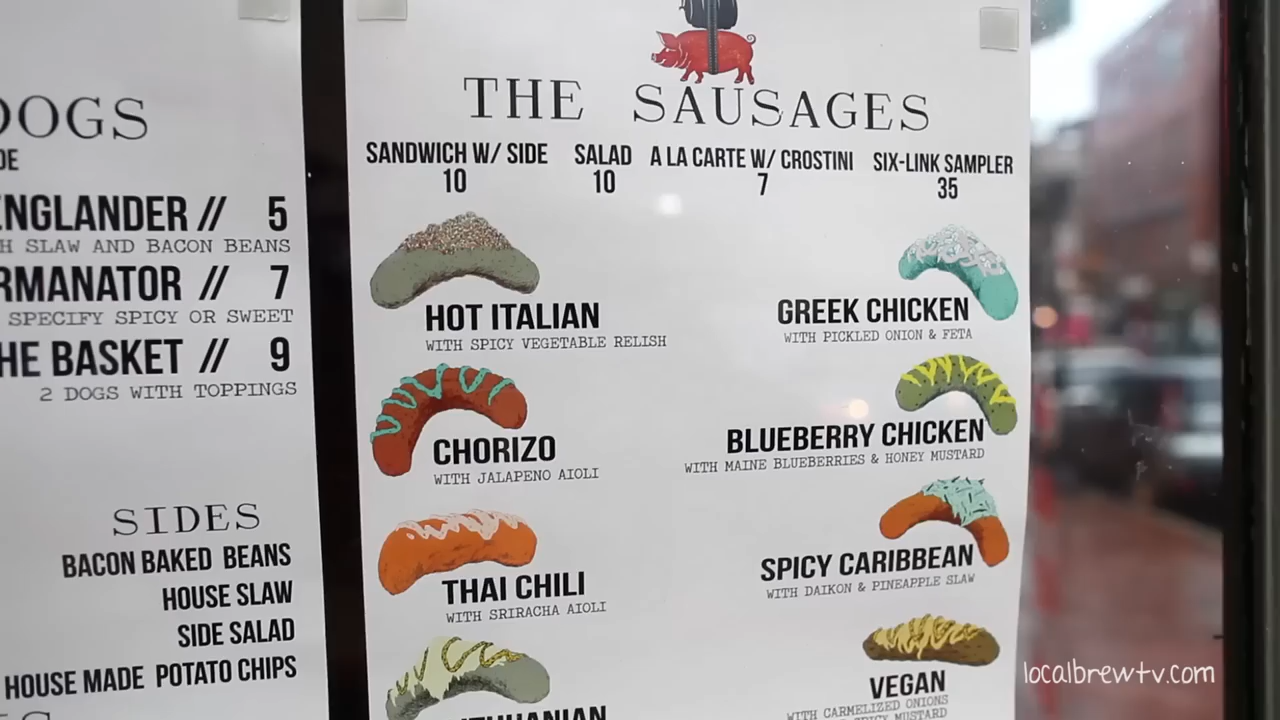 DOGS
ENGLANDER // 5
SLAW AND BACON BEANS
// 7
SPECIFY SPICY OR SWEET
BASKET // 9
2 DOGS WITH TOPPINGS
SIDES
BACON BAKED BEANS
HOUSE SLAW
SIDE SALAD
HOUSE MADE POTATO CHIPS
THE SAUSAGES
SANDWICH W/ SIDE SALAD A LA CARTE W/ CROSTINI SIX-LINK SAMPLER
10 10 7 35
HOT ITALIAN
WITH SPICY VEGETABLE RELISH
CHORIZO
WITH JALAPENO AIOLI
THAI CHILI
WITH SRIRACHA AIOLI
GREEK CHICKEN
WITH PICKLED ONION & FETA
BLUEBERRY CHICKEN
WITH MAINE BLUEBERRIES & HONEY MUSTARD
SPICY CARIBBEAN
WITH DAIKON & PINEAPPLE SLAW
VEGAN
WITH CARMELIZED ONIONS
SPICY MUSTARD
localbrewtv.com